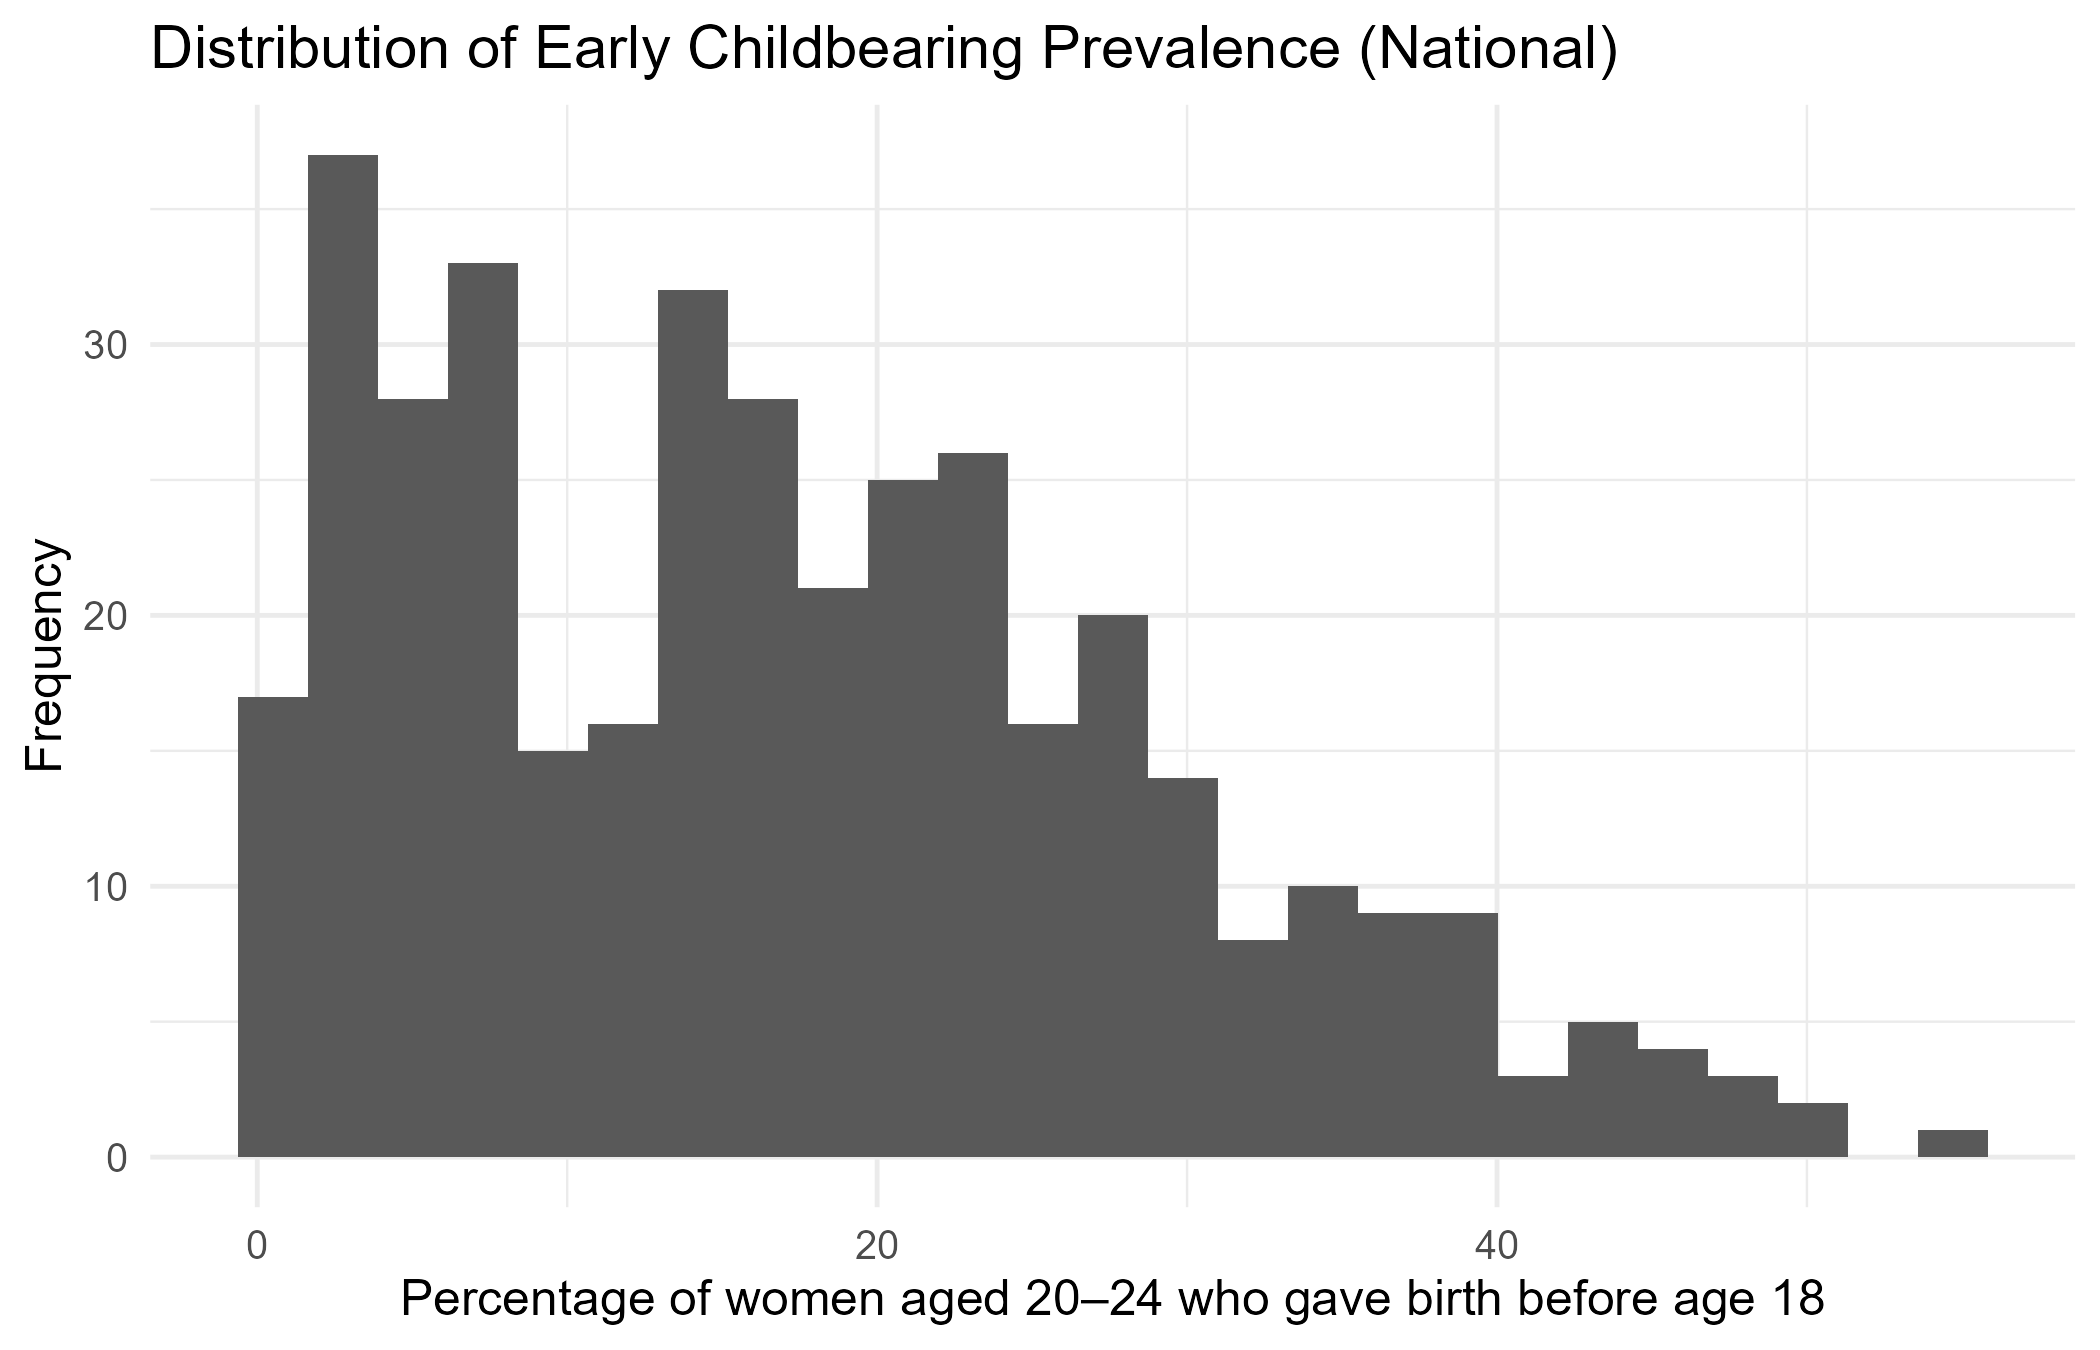 Distribution of Early Childbearing Prevalence (National)
Frequency
30
20
10
0
0 20 40
Percentage of women aged 20–24 who gave birth before age 18